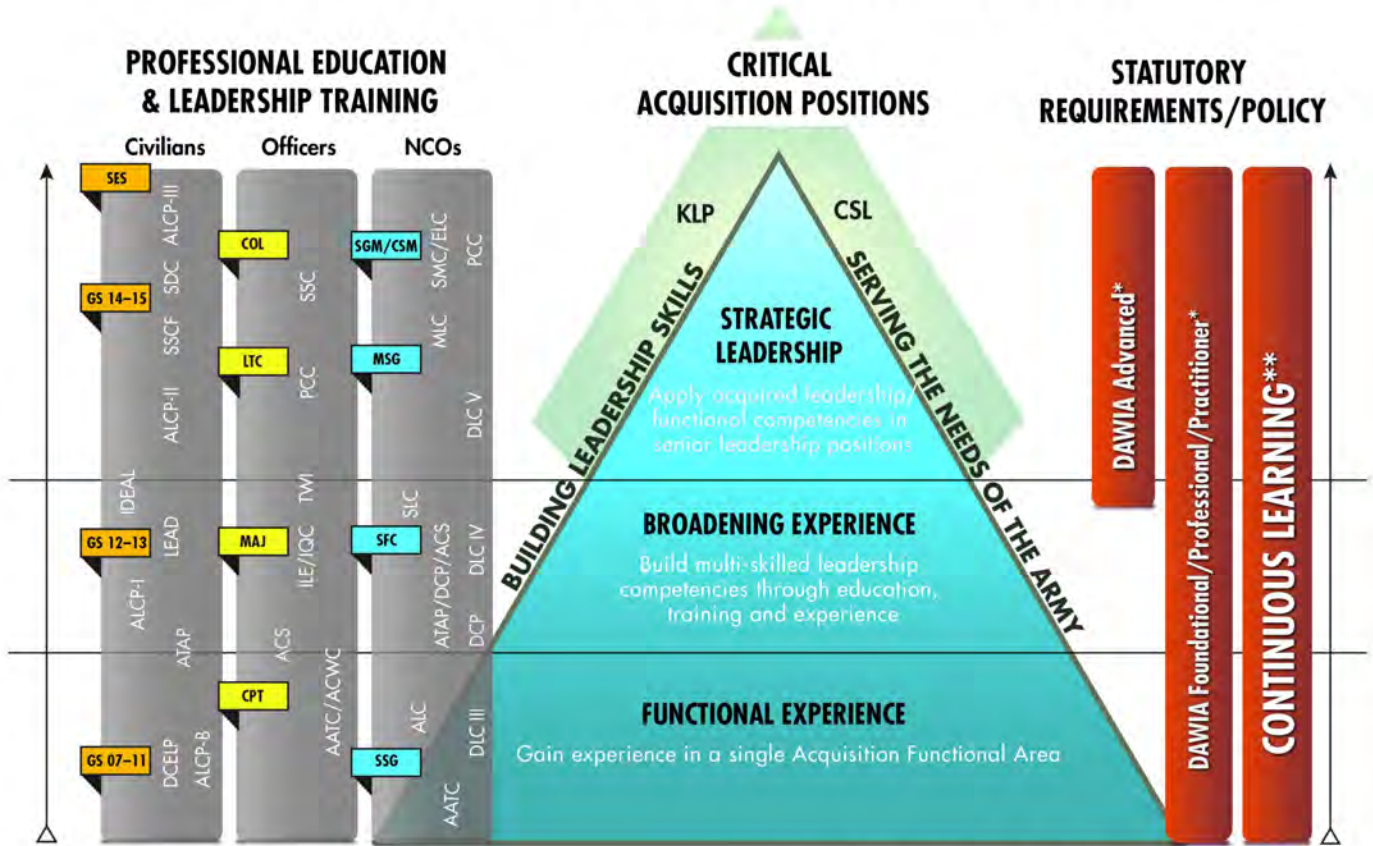 PROFESSIONAL EDUCATION
& LEADERSHIP TRAINING
Civilians
Officers
NCOs
SES
ALCP-III
SDC
GS 14–15
SSCF
ALCP-II
IDEAL
GS 12–13
LEAD
ALCP-I
ATAP
GS 07–11
DCELP
ALCP-B
COL
SSC
LTC
PCC
TWI
MAJ
ILE/IQC
ACS
CPT
AATC/ACWC
SGM/CSM
SMC/ELC
PCC
MLC
MSG
DLC V
SLC
SFC
ATAP/DCP/ACS
DLC IV
DCP
ALC
DLC III
SSG
AATC
CRITICAL
ACQUISITION POSITIONS
KLP
CSL
BUILDING LEADERSHIP SKILLS
SERVING THE NEEDS OF THE ARMY
STRATEGIC
LEADERSHIP
Apply acquired leadership/
functional competencies in
senior leadership positions
BROADENING EXPERIENCE
Build multi-skilled leadership
competencies through education,
training and experience
FUNCTIONAL EXPERIENCE
Gain experience in a single Acquisition Functional Area
STATUTORY
REQUIREMENTS/POLICY
DAWIA Advanced*
DAWIA Foundational/Professional/Practitioner*
CONTINUOUS LEARNING**